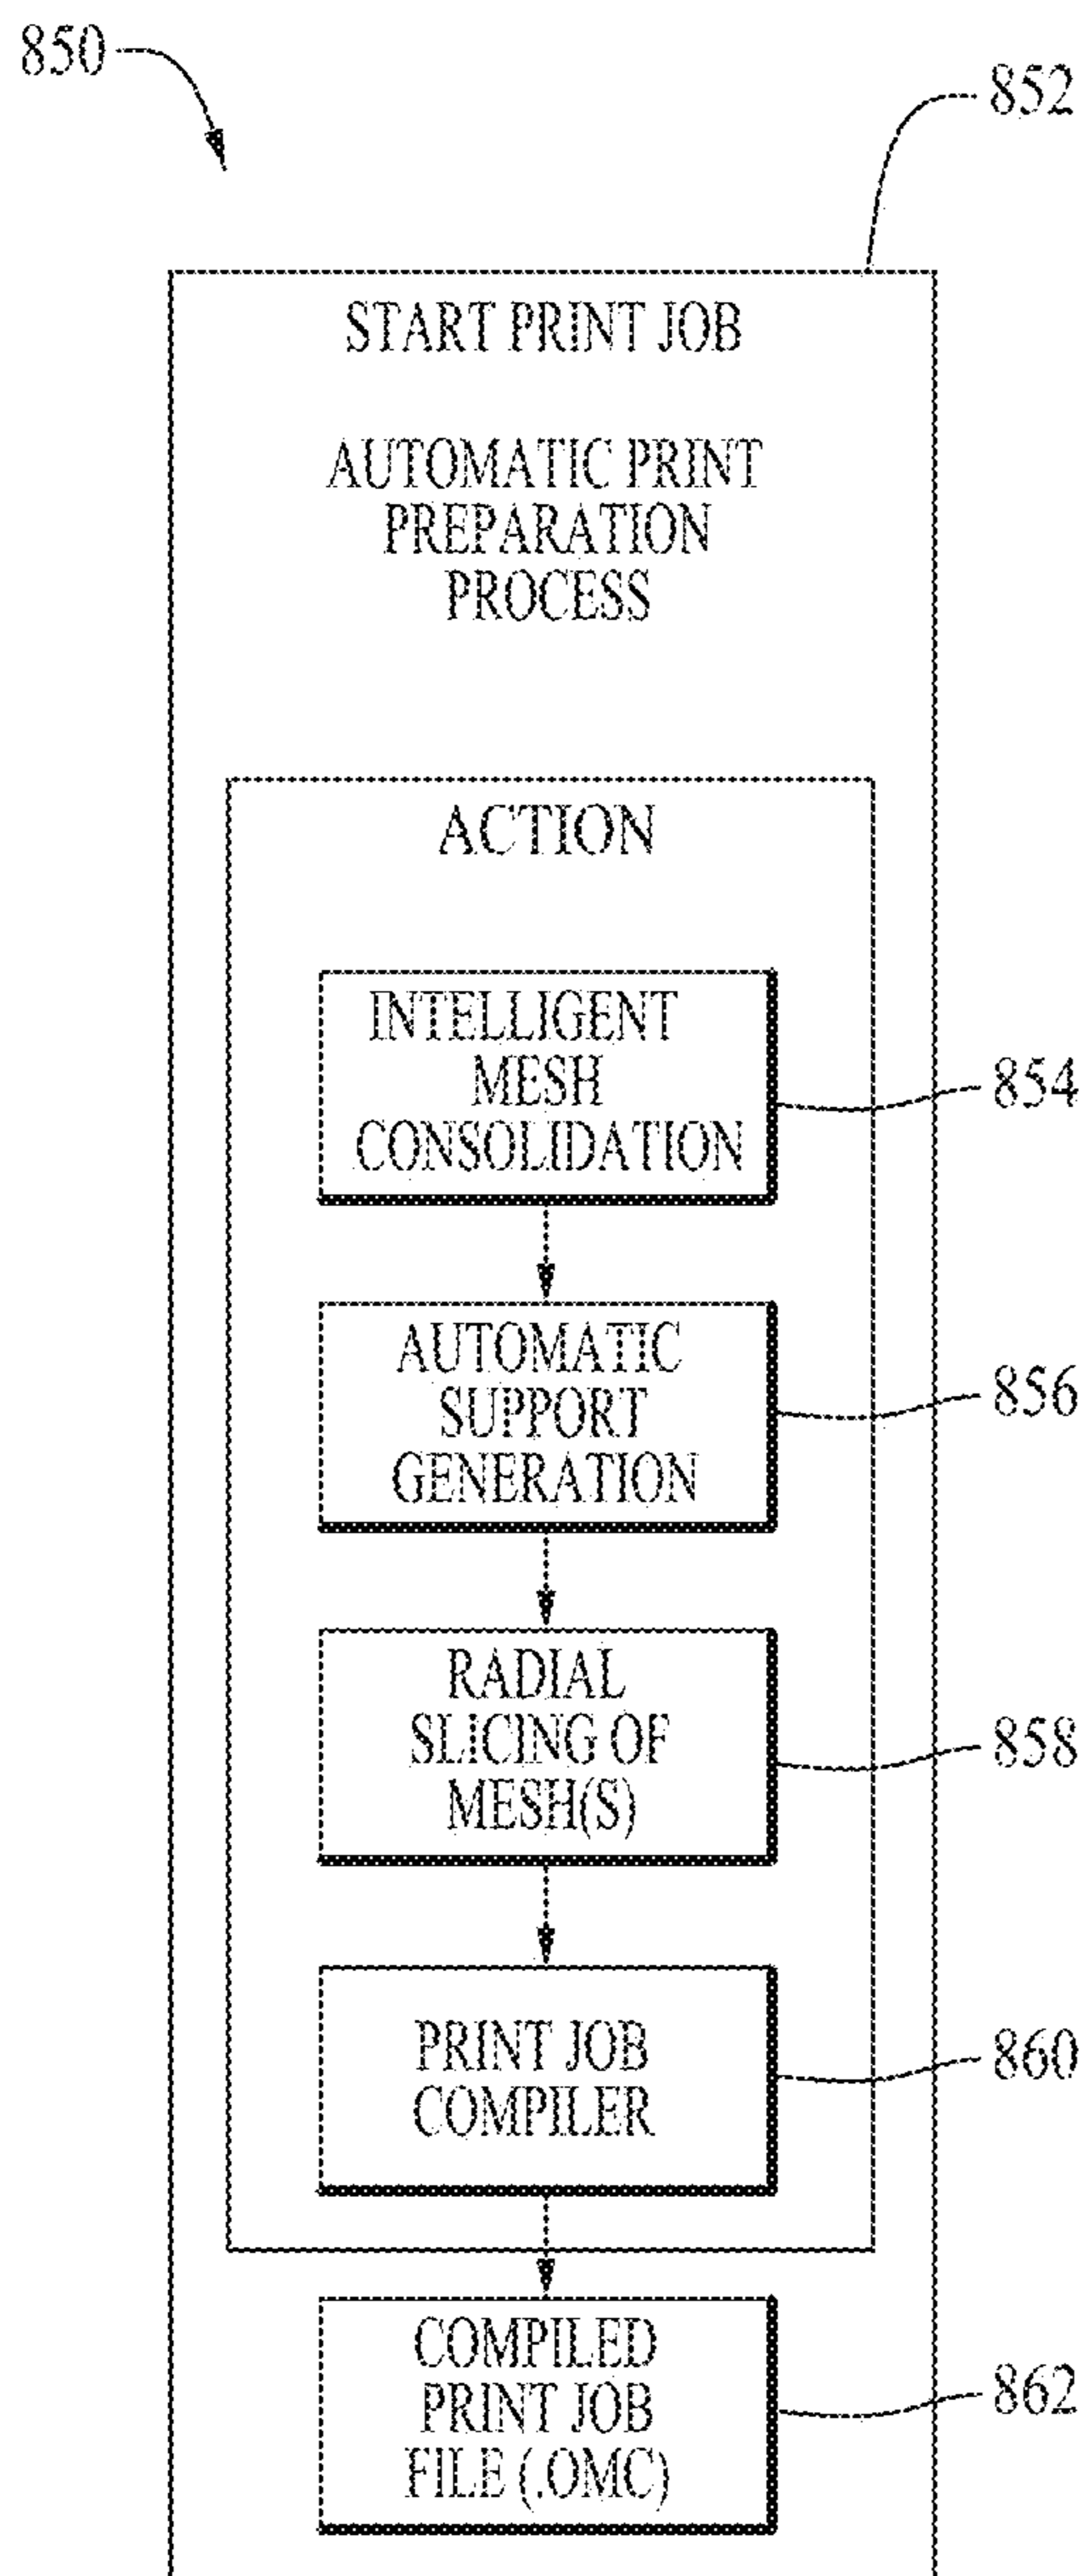 850
852
START PRINT JOB
AUTOMATIC PRINT
PREPARATION
PROCESS
ACTION
INTELLIGENT
MESH
CONSOLIDATION
854
AUTOMATIC
SUPPORT
GENERATION
856
RADIAL
SLICING OF
MESH(S)
858
PRINT JOB
COMPILER
860
COMPILED
PRINT JOB
FILE (.OMC)
862